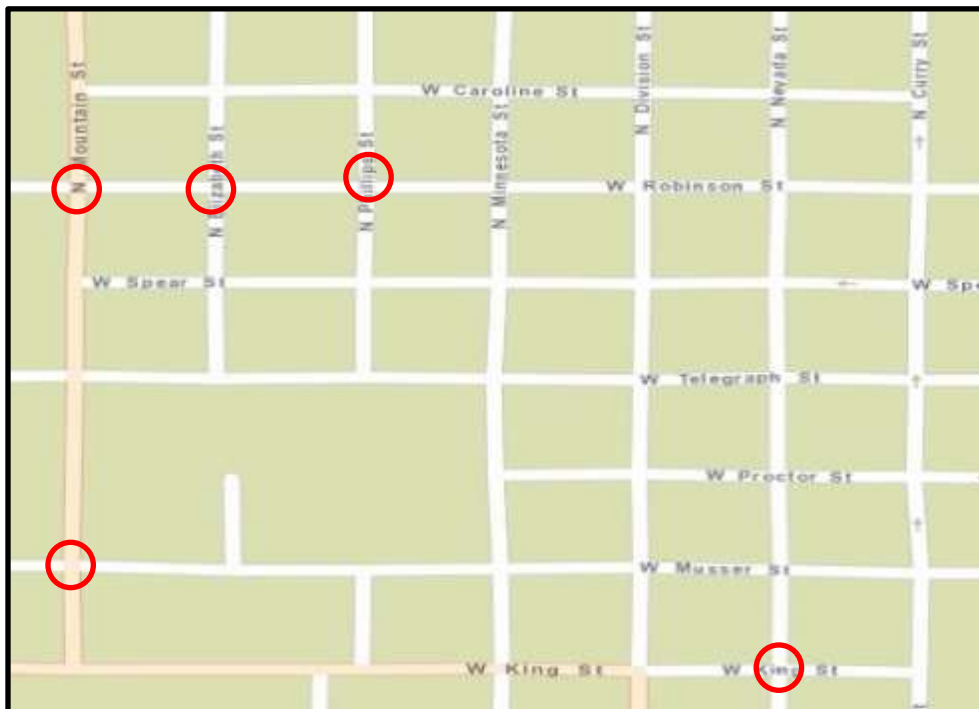 N Mountain St
N Elizabeth St
N Phillips St
N Minnesota St
N Division St
N Nevada St
N Curry St
W Caroline St
W Robinson St
W Spear St
W Spe
W Telegraph St
W Proctor St
W Musser St
W King St
W King St
t